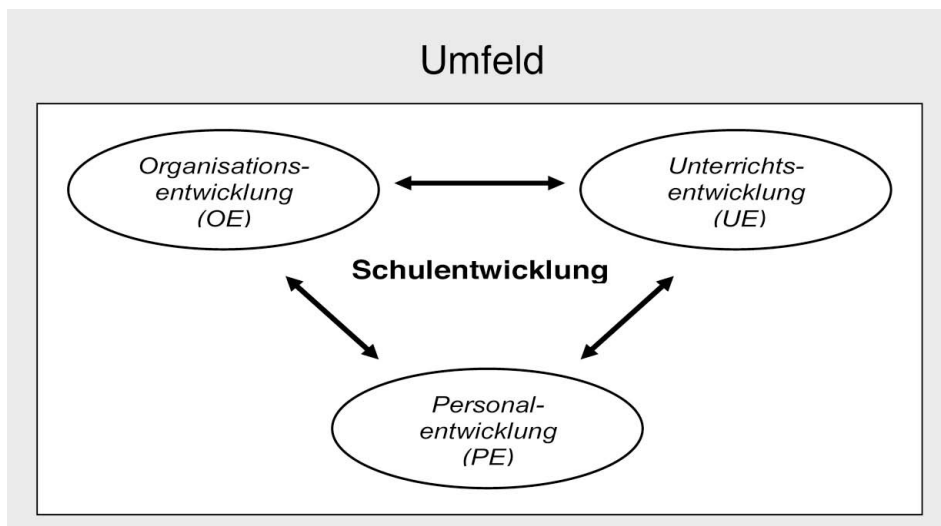 Umfeld
Organisations-
entwicklung
(OE)
Unterrichts-
entwicklung
(UE)
Schulentwicklung
Personal-
entwicklung
(PE)